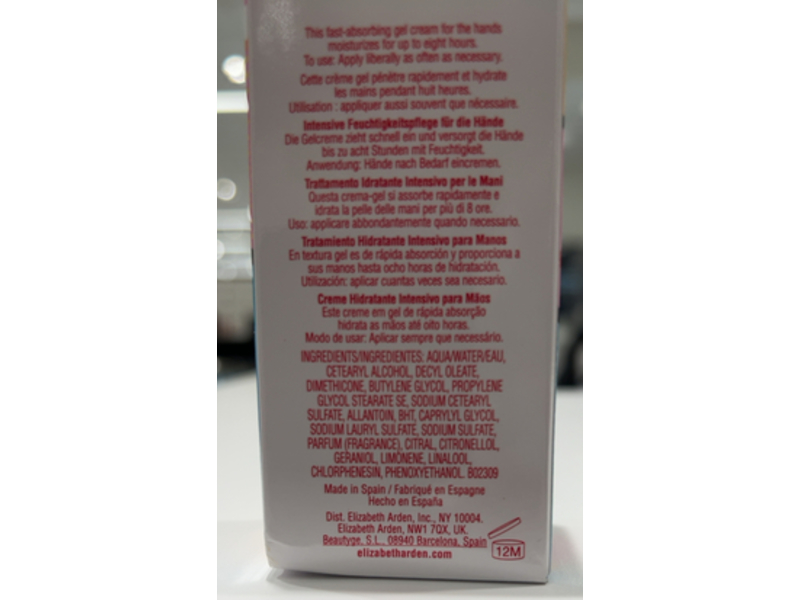 This fast-absorbing gel cream for the hands
moisturizes for up to eight hours.
To use: Apply liberally as often as necessary.
Cette crème gel pénètre rapidement et hydrate
les mains pendant huit heures.
Utilisation : appliquer aussi souvent que nécessaire.
Intensive Feuchtigkeitspflege für die Hände
Die Gelcreme zieht schnell ein und versorgt die Hände
bis zu acht Stunden mit Feuchtigkeit.
Anwendung: Hände nach Bedarf eincremen.
Trattamento Idratante Intensivo per le Mani
Questa crema-gel si assorbe rapidamente e
idrata la pelle delle mani per più di 8 ore.
Uso: applicare abbondantemente quando necessario.
Tratamiento Hidratante Intensivo para Manos
En textura gel es de rápida absorción y proporciona a
sus manos hasta ocho horas de hidratación.
Utilización: aplicar cuantas veces sea necesario.
Creme Hidratante Intensivo para Mãos
Este creme em gel de rápida absorção
hidrata as mãos até oito horas.
Modo de usar: Aplicar sempre que necessário.
INGREDIENTS/INGREDIENTES: AQUA/WATER/EAU,
CETEARYL ALCOHOL, DECYL OLEATE,
DIMETHICONE, BUTYLENE GLYCOL, PROPYLENE
GLYCOL STEARATE SE, SODIUM CETEARYL
SULFATE, ALLANTOIN, BHT, CAPRYLYL GLYCOL,
SODIUM LAURYL SULFATE, SODIUM SULFATE,
PARFUM (FRAGRANCE), CITRAL, CITRONELLOL,
GERANIOL, LIMONENE, LINALOOL,
CHLORPHENESIN, PHENOXYETHANOL. 802309
Made in Spain / Fabriqué en Espagne
Hecho en España
Dist. Elizabeth Arden, Inc., NY 10004.
Elizabeth Arden, NW1 7QX, UK.
Beautyge, S.L., 08940 Barcelona, Spain
elizabetharden.com
12M